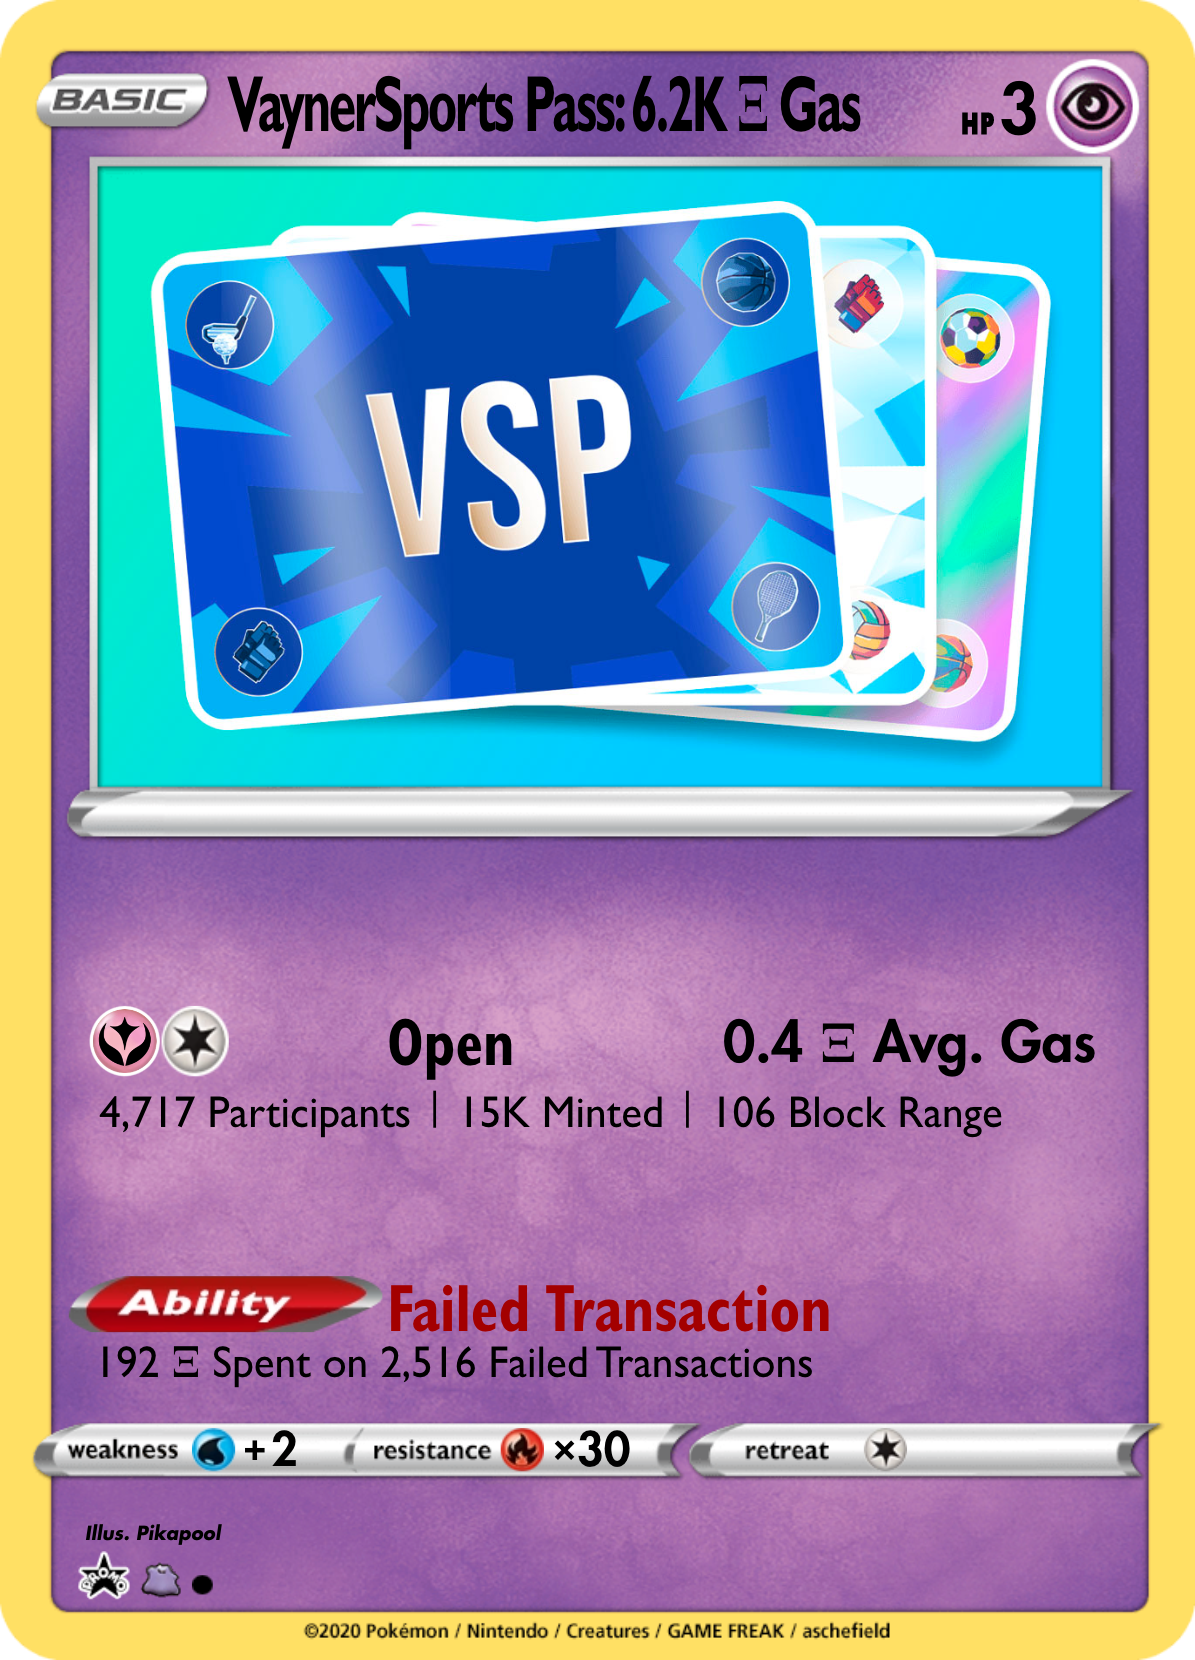 BASIC VaynerSports Pass: 6.2K Ξ Gas HP 3
VSP
Open 0.4 Ξ Avg. Gas
4,717 Participants | 15K Minted | 106 Block Range
Ability Failed Transaction
192 Ξ Spent on 2,516 Failed Transactions
weakness +2 resistance ×30 retreat
Illus. Pikapool
PROMO
©2020 Pokémon / Nintendo / Creatures / GAME FREAK / aschefield